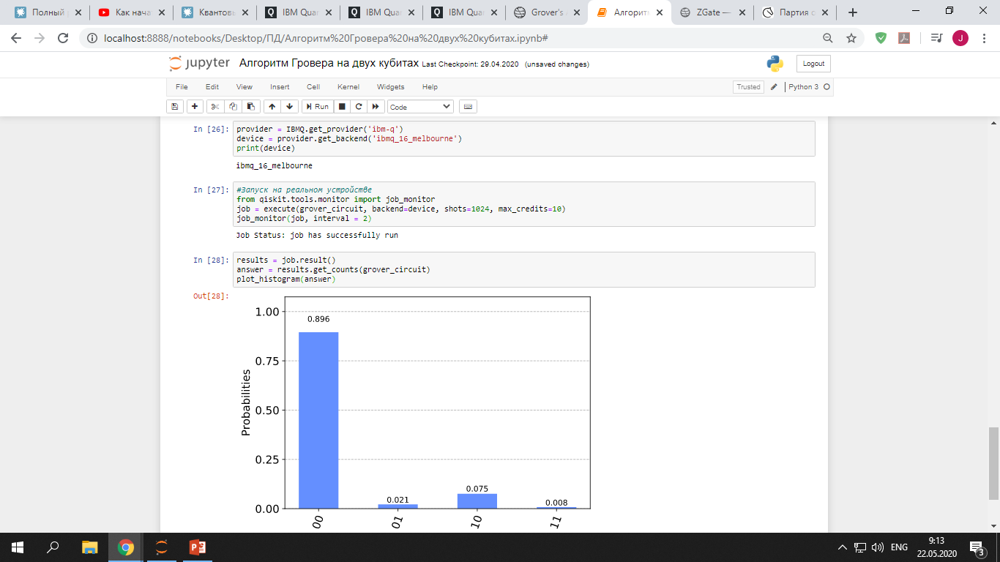 Полный
Как нача
Квантовы
IBM Quan
IBM Quan
IBM Quan
Grover's
Алгоритм
ZGate —
Партия
localhost:8888/notebooks/Desktop/ПД/Алгоритм%20Гровера%20на%20двух%20кубитах.ipynb#
J
jupyter Алгоритм Гровера на двух кубитах Last Checkpoint: 29.04.2020 (unsaved changes)
Logout
File Edit View Insert Cell Kernel Widgets Help
Trusted
Python 3
Run
Code
In [26]:
provider = IBMQ.get_provider('ibm-q')
device = provider.get_backend('ibmq_16_melbourne')
print(device)
ibmq_16_melbourne
In [27]:
#Запуск на реальном устройстве
from qiskit.tools.monitor import job_monitor
job = execute(grover_circuit, backend=device, shots=1024, max_credits=10)
job_monitor(job, interval = 2)
Job Status: job has successfully run
In [28]:
results = job.result()
answer = results.get_counts(grover_circuit)
plot_histogram(answer)
Out[28]:
1.00
0.75
0.50
0.25
0.00
Probabilities
0.896
0.021
0.075
0.008
00
01
10
11
ENG
9:13
22.05.2020
3